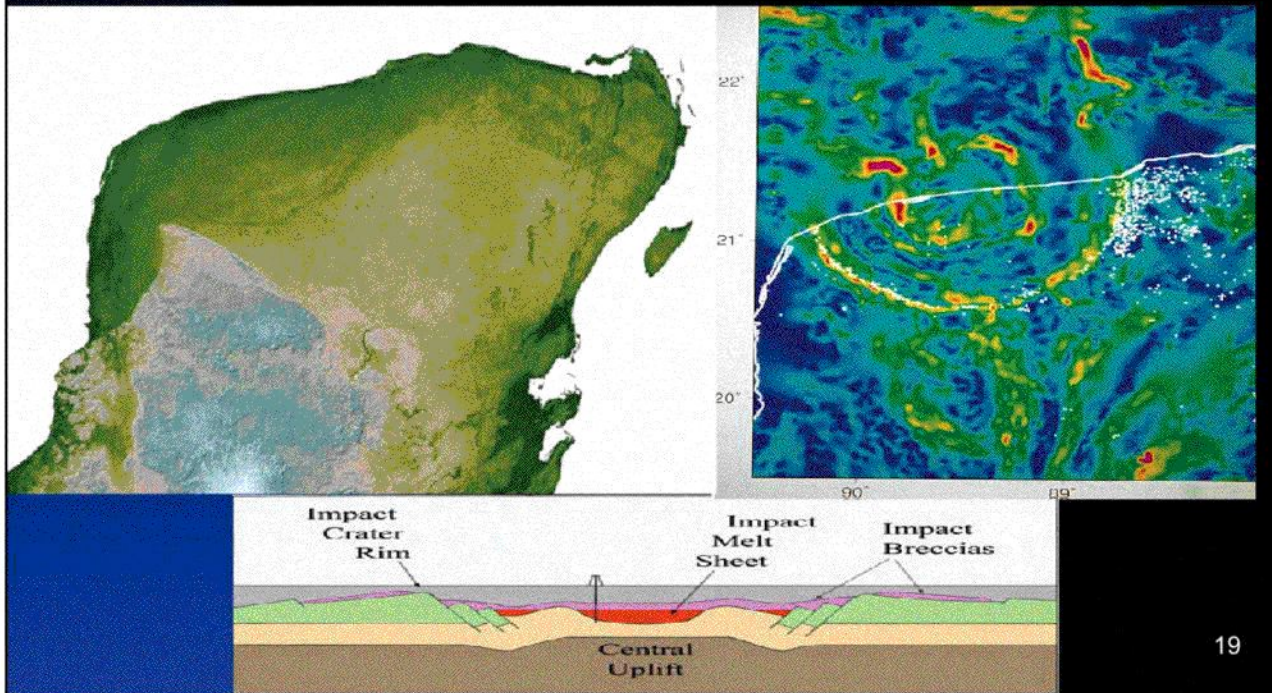 22°
21°
20°
90°
89°
Impact
Crater
Rim
Impact
Melt
Sheet
Impact
Breccias
Central
Uplift
19